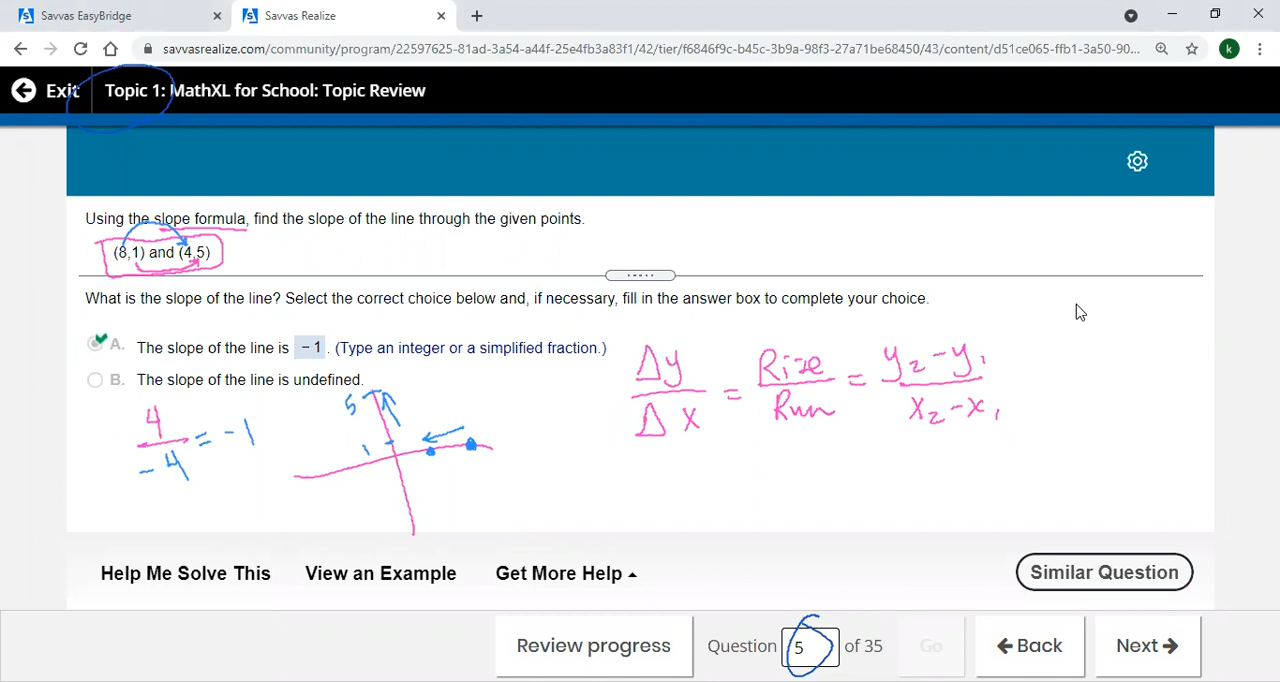 Savvas EasyBridge
Savvas Realize
savvasrealize.com/community/program/22597625-81ad-3a54-a44f-25e4fb3a83f1/42/tier/f6846f9c-b45c-3b9a-98f3-27a71be68450/43/content/d51ce065-ffb1-3a50-90...
k
Exit
Topic 1: MathXL for School: Topic Review
Using the slope formula, find the slope of the line through the given points.
(8,1) and (4,5)
What is the slope of the line? Select the correct choice below and, if necessary, fill in the answer box to complete your choice.
A. The slope of the line is − 1 . (Type an integer or a simplified fraction.)
B. The slope of the line is undefined.
Δy / Δx = Rise / Run = y₂-y₁ / x₂-x₁
4 / -4 = -1
5
1
Help Me Solve This
View an Example
Get More Help
Similar Question
Review progress
Question 5 of 35
Go
Back
Next